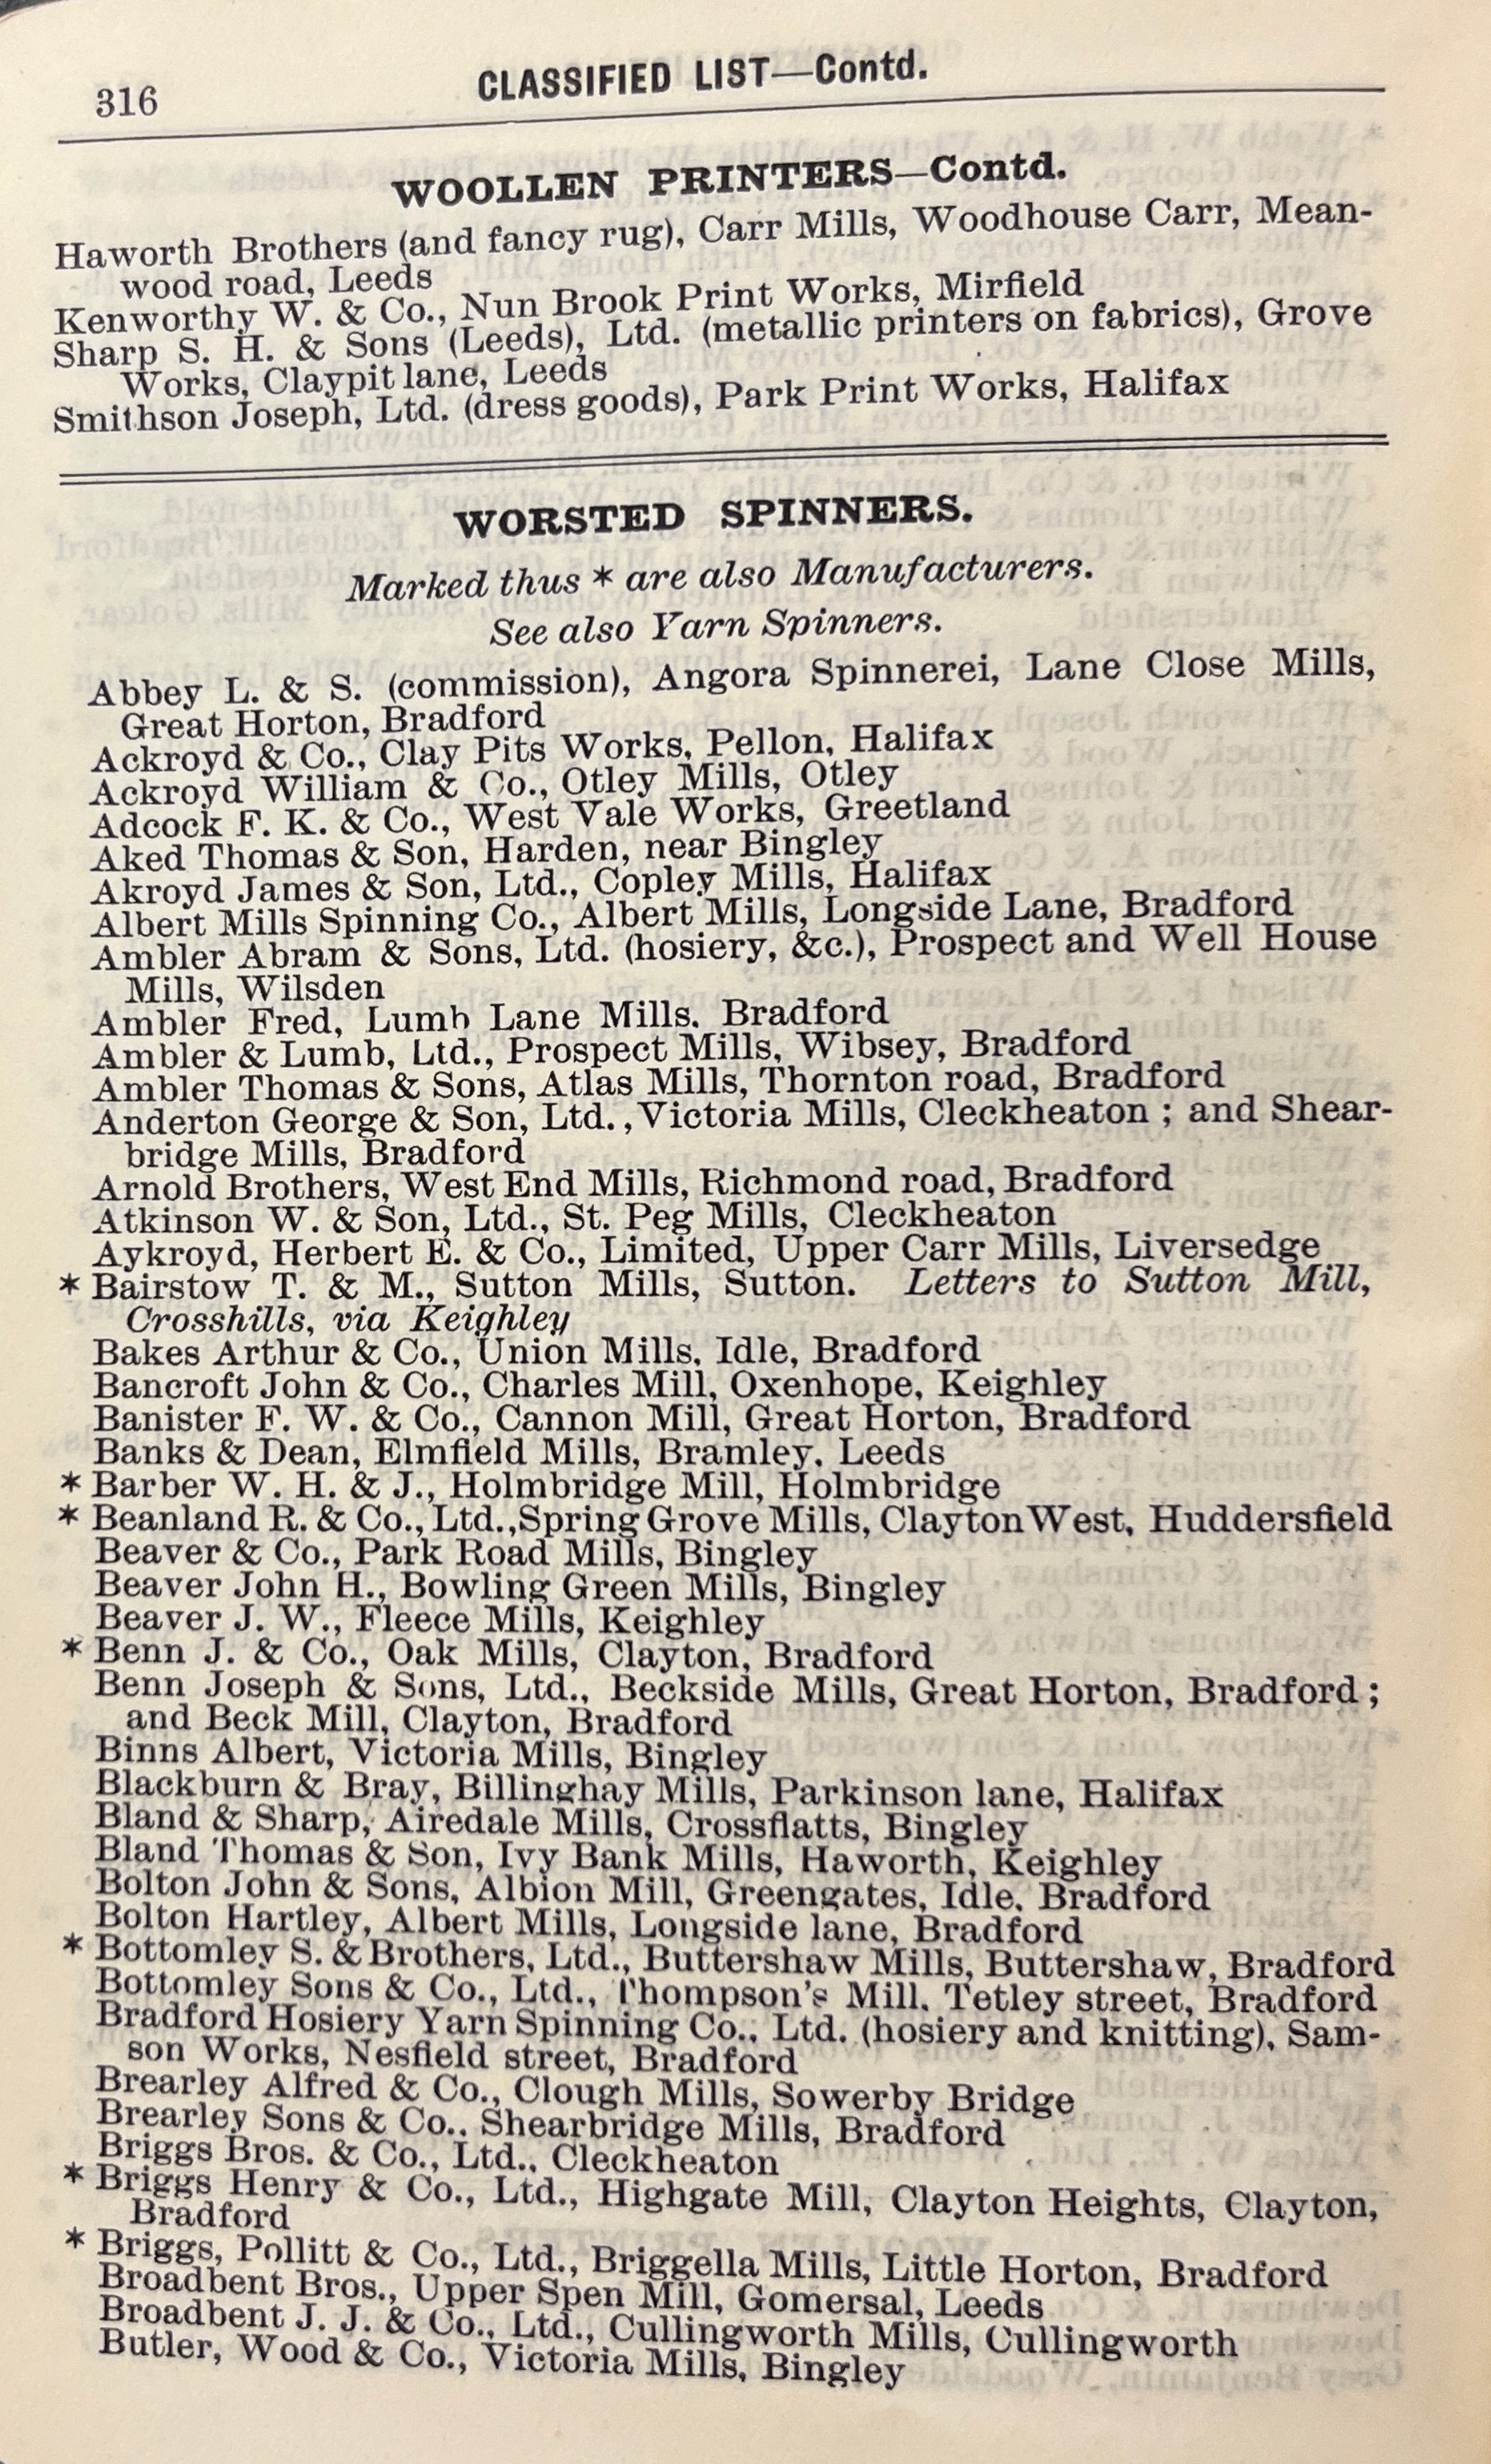 316
CLASSIFIED LIST—Contd.
WOOLLEN PRINTERS—Contd.
Haworth Brothers (and fancy rug), Carr Mills, Woodhouse Carr, Mean-
wood road, Leeds
Kenworthy W. & Co., Nun Brook Print Works, Mirfield
Sharp S. H. & Sons (Leeds), Ltd. (metallic printers on fabrics), Grove
Works, Claypit lane, Leeds
Smithson Joseph, Ltd. (dress goods), Park Print Works, Halifax
WORSTED SPINNERS.
Marked thus * are also Manufacturers.
See also Yarn Spinners.
Abbey L. & S. (commission), Angora Spinnerei, Lane Close Mills,
Great Horton, Bradford
Ackroyd & Co., Clay Pits Works, Pellon, Halifax
Ackroyd William & Co., Otley Mills, Otley
Adcock F. K. & Co., West Vale Works, Greetland
Aked Thomas & Son, Harden, near Bingley
Akroyd James & Son, Ltd., Copley Mills, Halifax
Albert Mills Spinning Co., Albert Mills, Longside Lane, Bradford
Ambler Abram & Sons, Ltd. (hosiery, &c.), Prospect and Well House
Mills, Wilsden
Ambler Fred, Lumb Lane Mills, Bradford
Ambler & Lumb, Ltd., Prospect Mills, Wibsey, Bradford
Ambler Thomas & Sons, Atlas Mills, Thornton road, Bradford
Anderton George & Son, Ltd., Victoria Mills, Cleckheaton ; and Shear-
bridge Mills, Bradford
Arnold Brothers, West End Mills, Richmond road, Bradford
Atkinson W. & Son, Ltd., St. Peg Mills, Cleckheaton
Aykroyd, Herbert E. & Co., Limited, Upper Carr Mills, Liversedge
* Bairstow T. & M., Sutton Mills, Sutton. Letters to Sutton Mill,
Crosshills, via Keighley
Bakes Arthur & Co., Union Mills, Idle, Bradford
Bancroft John & Co., Charles Mill, Oxenhope, Keighley
Banister F. W. & Co., Cannon Mill, Great Horton, Bradford
Banks & Dean, Elmfield Mills, Bramley, Leeds
* Barber W. H. & J., Holmbridge Mill, Holmbridge
* Beanland R. & Co., Ltd., Spring Grove Mills, Clayton West, Huddersfield
Beaver & Co., Park Road Mills, Bingley
Beaver John H., Bowling Green Mills, Bingley
Beaver J. W., Fleece Mills, Keighley
* Benn J. & Co., Oak Mills, Clayton, Bradford
Benn Joseph & Sons, Ltd., Beckside Mills, Great Horton, Bradford ;
and Beck Mill, Clayton, Bradford
Binns Albert, Victoria Mills, Bingley
Blackburn & Bray, Billinghay Mills, Parkinson lane, Halifax
Bland & Sharp, Airedale Mills, Crossflatts, Bingley
Bland Thomas & Son, Ivy Bank Mills, Haworth, Keighley
Bolton John & Sons, Albion Mill, Greengates, Idle, Bradford
Bolton Hartley, Albert Mills, Longside lane, Bradford
* Bottomley S. & Brothers, Ltd., Buttershaw Mills, Buttershaw, Bradford
Bottomley Sons & Co., Ltd., Thompson's Mill, Tetley street, Bradford
Bradford Hosiery Yarn Spinning Co., Ltd. (hosiery and knitting), Sam-
son Works, Nesfield street, Bradford
Brearley Alfred & Co., Clough Mills, Sowerby Bridge
Brearley Sons & Co., Shearbridge Mills, Bradford
Briggs Bros. & Co., Ltd., Cleckheaton
* Briggs Henry & Co., Ltd., Highgate Mill, Clayton Heights, Clayton,
Bradford
* Briggs, Pollitt & Co., Ltd., Briggella Mills, Little Horton, Bradford
Broadbent Bros., Upper Spen Mill, Gomersal, Leeds
Broadbent J. J. & Co., Ltd., Cullingworth Mills, Cullingworth
Butler, Wood & Co., Victoria Mills, Bingley